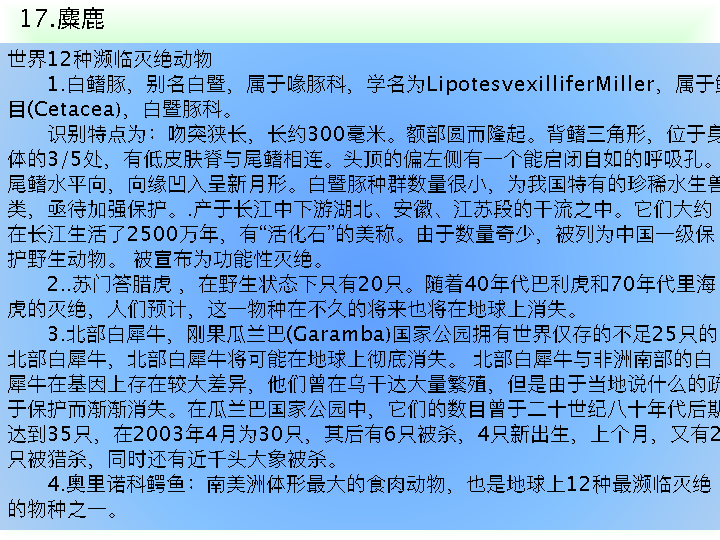 17.麋鹿
世界12种濒临灭绝动物
1.白鳍豚，别名白暨，属于喙豚科，学名为LipotesvexilliferMiller，属于
目(Cetacea)，白暨豚科。
识别特点为：吻突狭长，长约300毫米。额部圆而隆起。背鳍三角形，位于身
体的3/5处，有低皮肤脊与尾鳍相连。头顶的偏左侧有一个能启闭自如的呼吸孔。
尾鳍水平向，向缘凹入呈新月形。白暨豚种群数量很小，为我国特有的珍稀水生兽
类，亟待加强保护。.产于长江中下游湖北、安徽、江苏段的干流之中。它们大约
在长江生活了2500万年，有“活化石”的美称。由于数量奇少，被列为中国一级保
护野生动物。 被宣布为功能性灭绝。
2..苏门答腊虎 ，在野生状态下只有20只。随着40年代巴利虎和70年代里海
虎的灭绝，人们预计，这一物种在不久的将来也将在地球上消失。
3.北部白犀牛，刚果瓜兰巴(Garamba)国家公园拥有世界仅存的不足25只的
北部白犀牛，北部白犀牛将可能在地球上彻底消失。 北部白犀牛与非洲南部的白
犀牛在基因上存在较大差异，他们曾在乌干达大量繁殖，但是由于当地说什么的疏
于保护而渐渐消失。在瓜兰巴国家公园中，它们的数目曾于二十世纪八十年代后期
达到35只，在2003年4月为30只，其后有6只被杀，4只新出生，上个月，又有2
只被猎杀，同时还有近千头大象被杀。
4.奥里诺科鳄鱼：南美洲体形最大的食肉动物，也是地球上12种最濒临灭绝
的物种之一。